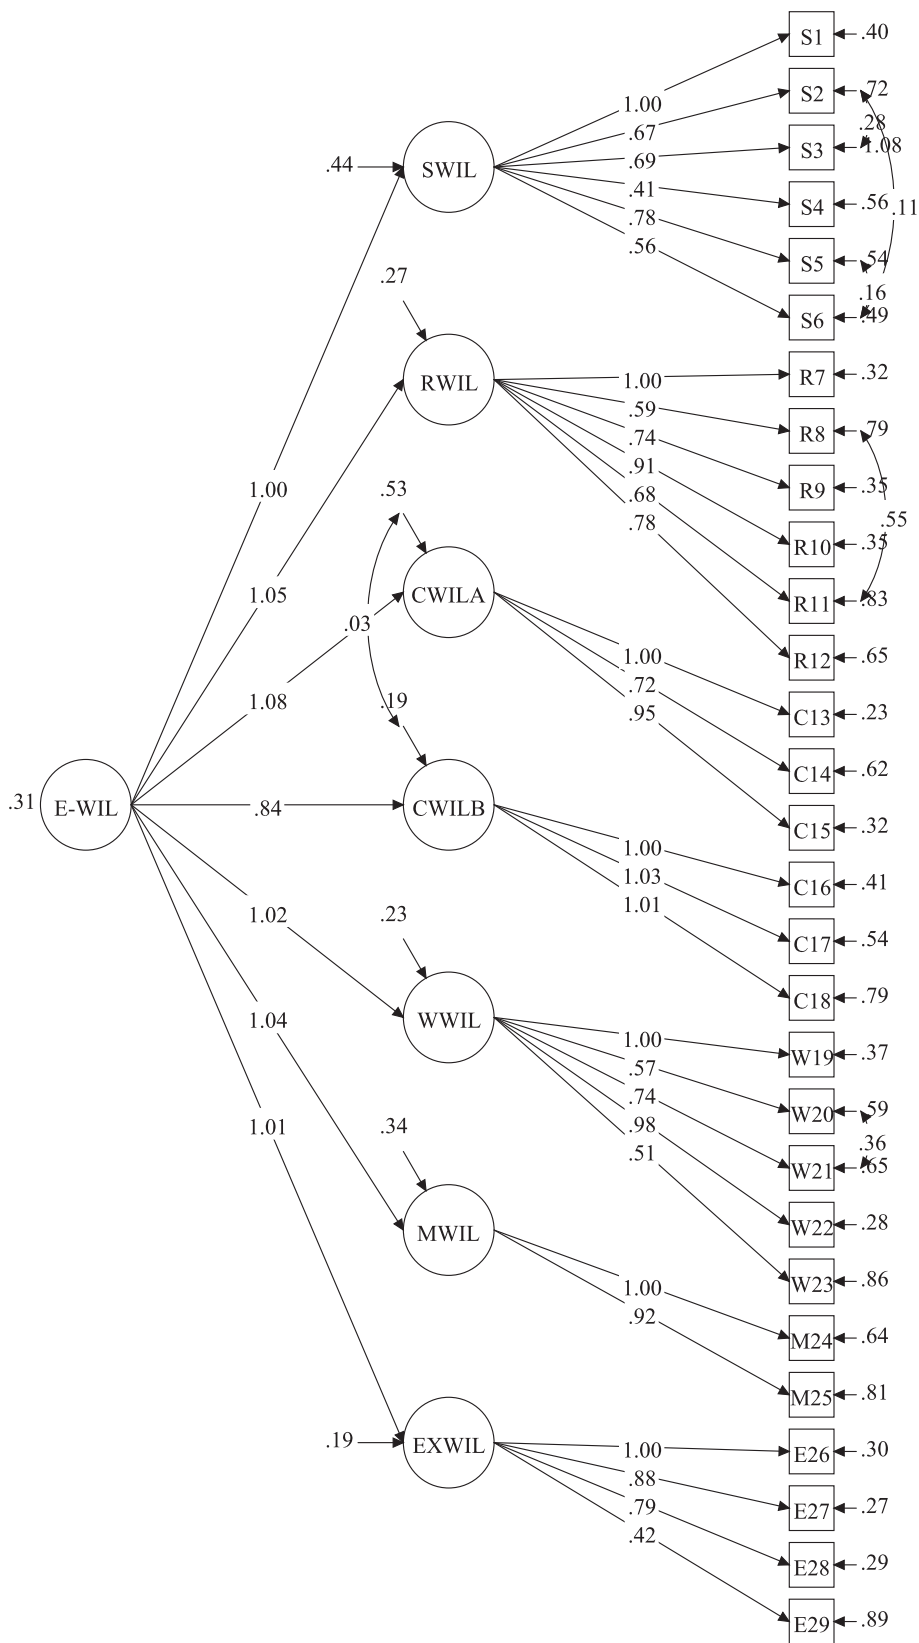 S1 .40
S2 .72
1.00
.67
.28
S3 1.08
.69
.44 SWIL
.41
S4 .56
.11
.78
.56
S5 .54
.27
.16
S6 .49
R7 .32
RWIL
1.00
.59
R8 .79
.74
.91
1.00
.53
.68
R9 .35
.78
.55
R10 .35
1.05
CWILA
R11 .83
.03
1.00
R12 .65
.72
1.08
.19
.95
C13 .23
C14 .62
.31 E-WIL
.84
CWILB
C15 .32
1.00
1.03
C16 .41
1.01
1.02
.23
C17 .54
C18 .79
1.04
WWIL
1.00
W19 .37
.57
.74
1.01
.34
.98
W20 .59
.51
.36
W21 .65
W22 .28
MWIL
W23 .86
1.00
.92
M24 .64
M25 .81
.19 EXWIL
1.00
E26 .30
.88
.79
E27 .27
.42
E28 .29
E29 .89